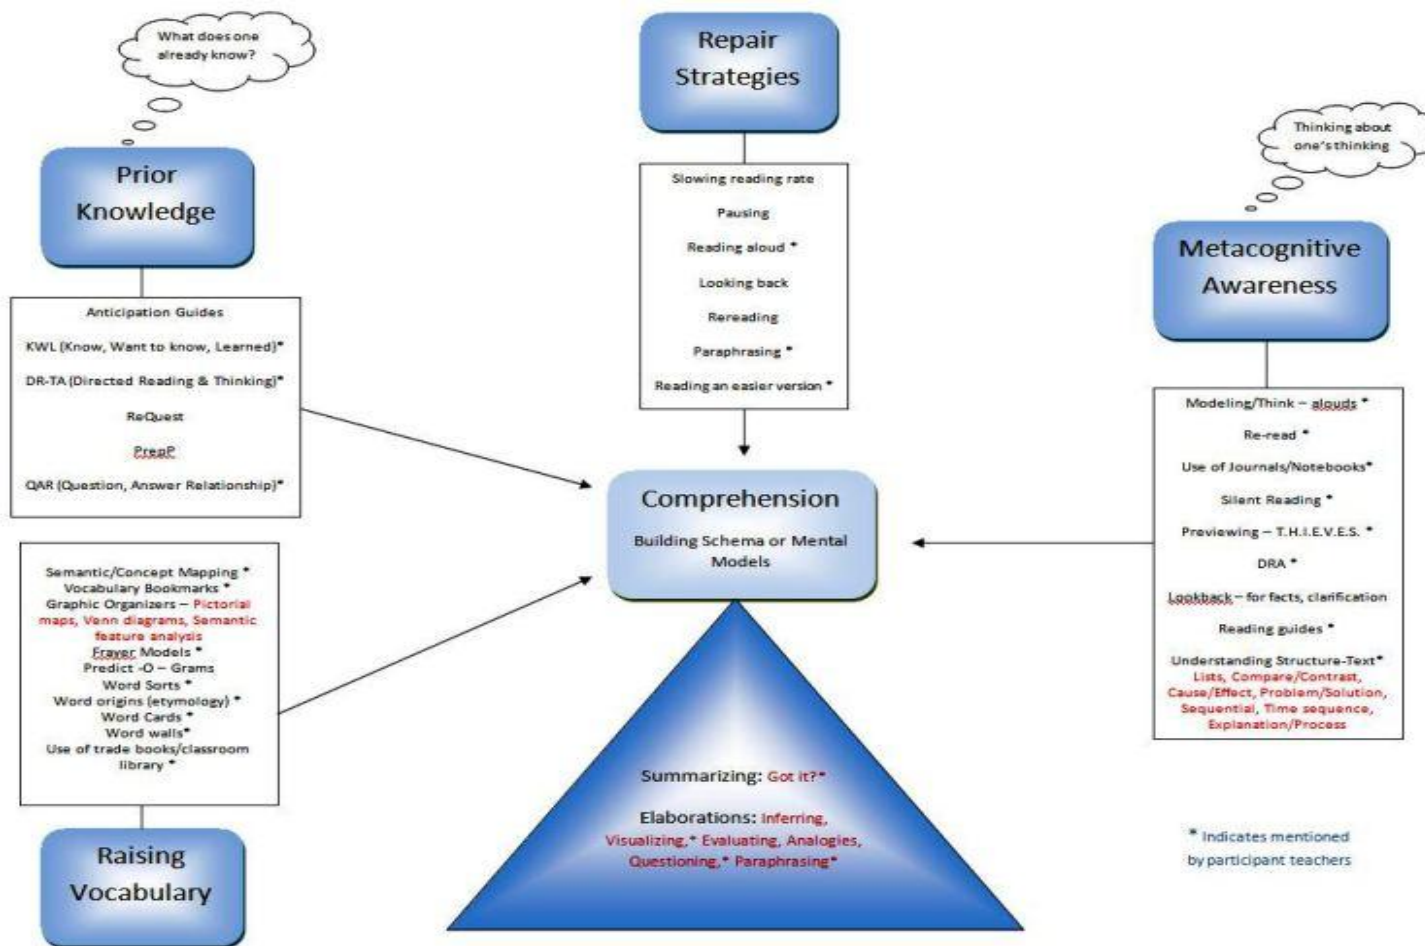 What does one
already know?
Prior
Knowledge
Anticipation Guides
KWL (Know, Want to know, Learned)*
DR-TA (Directed Reading & Thinking)*
ReQuest
PrepP
QAR (Question, Answer Relationship)*
Semantic/Concept Mapping *
Vocabulary Bookmarks *
Graphic Organizers – Pictorial
maps, Venn diagrams, Semantic
feature analysis
Frayer Models *
Predict -O – Grams
Word Sorts *
Word origins (etymology) *
Word Cards *
Word walls*
Use of trade books/classroom
library *
Raising
Vocabulary
Repair
Strategies
Slowing reading rate
Pausing
Reading aloud *
Looking back
Rereading
Paraphrasing *
Reading an easier version *
Comprehension
Building Schema or Mental
Models
Summarizing: Got it?*
Elaborations: Inferring,
Visualizing,* Evaluating, Analogies,
Questioning,* Paraphrasing*
Thinking about
one's thinking
Metacognitive
Awareness
Modeling/Think – alouds *
Re-read *
Use of Journals/Notebooks*
Silent Reading *
Previewing – T.H.I.E.V.E.S. *
DRA *
Lookback – for facts, clarification
Reading guides *
Understanding Structure-Text*
Lists, Compare/Contrast,
Cause/Effect, Problem/Solution,
Sequential, Time sequence,
Explanation/Process
* Indicates mentioned
by participant teachers